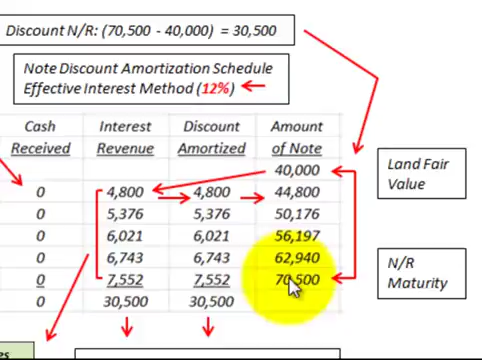 Discount N/R: (70,500 - 40,000) = 30,500
Note Discount Amortization Schedule
Effective Interest Method (12%)
Cash Interest Discount Amount
Received Revenue Amortized of Note
40,000
0 4,800 4,800 44,800
0 5,376 5,376 50,176
0 6,021 6,021 56,197
0 6,743 6,743 62,940
0 7,552 7,552 70,500
0 30,500 30,500
Land Fair
Value
N/R
Maturity